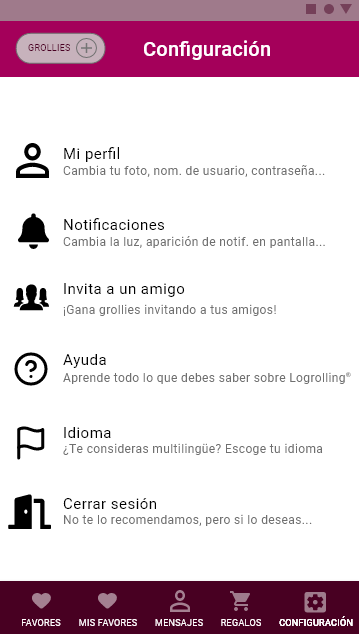 GROLLIES
Configuración
Mi perfil
Cambia tu foto, nom. de usuario, contraseña...
Notificaciones
Cambia la luz, aparición de notif. en pantalla...
Invita a un amigo
¡Gana grollies invitando a tus amigos!
Ayuda
Aprende todo lo que debes saber sobre Logrolling®
Idioma
¿Te consideras multilingüe? Escoge tu idioma
Cerrar sesión
No te lo recomendamos, pero si lo deseas...
FAVORES MIS FAVORES MENSAJES REGALOS CONFIGURACIÓN